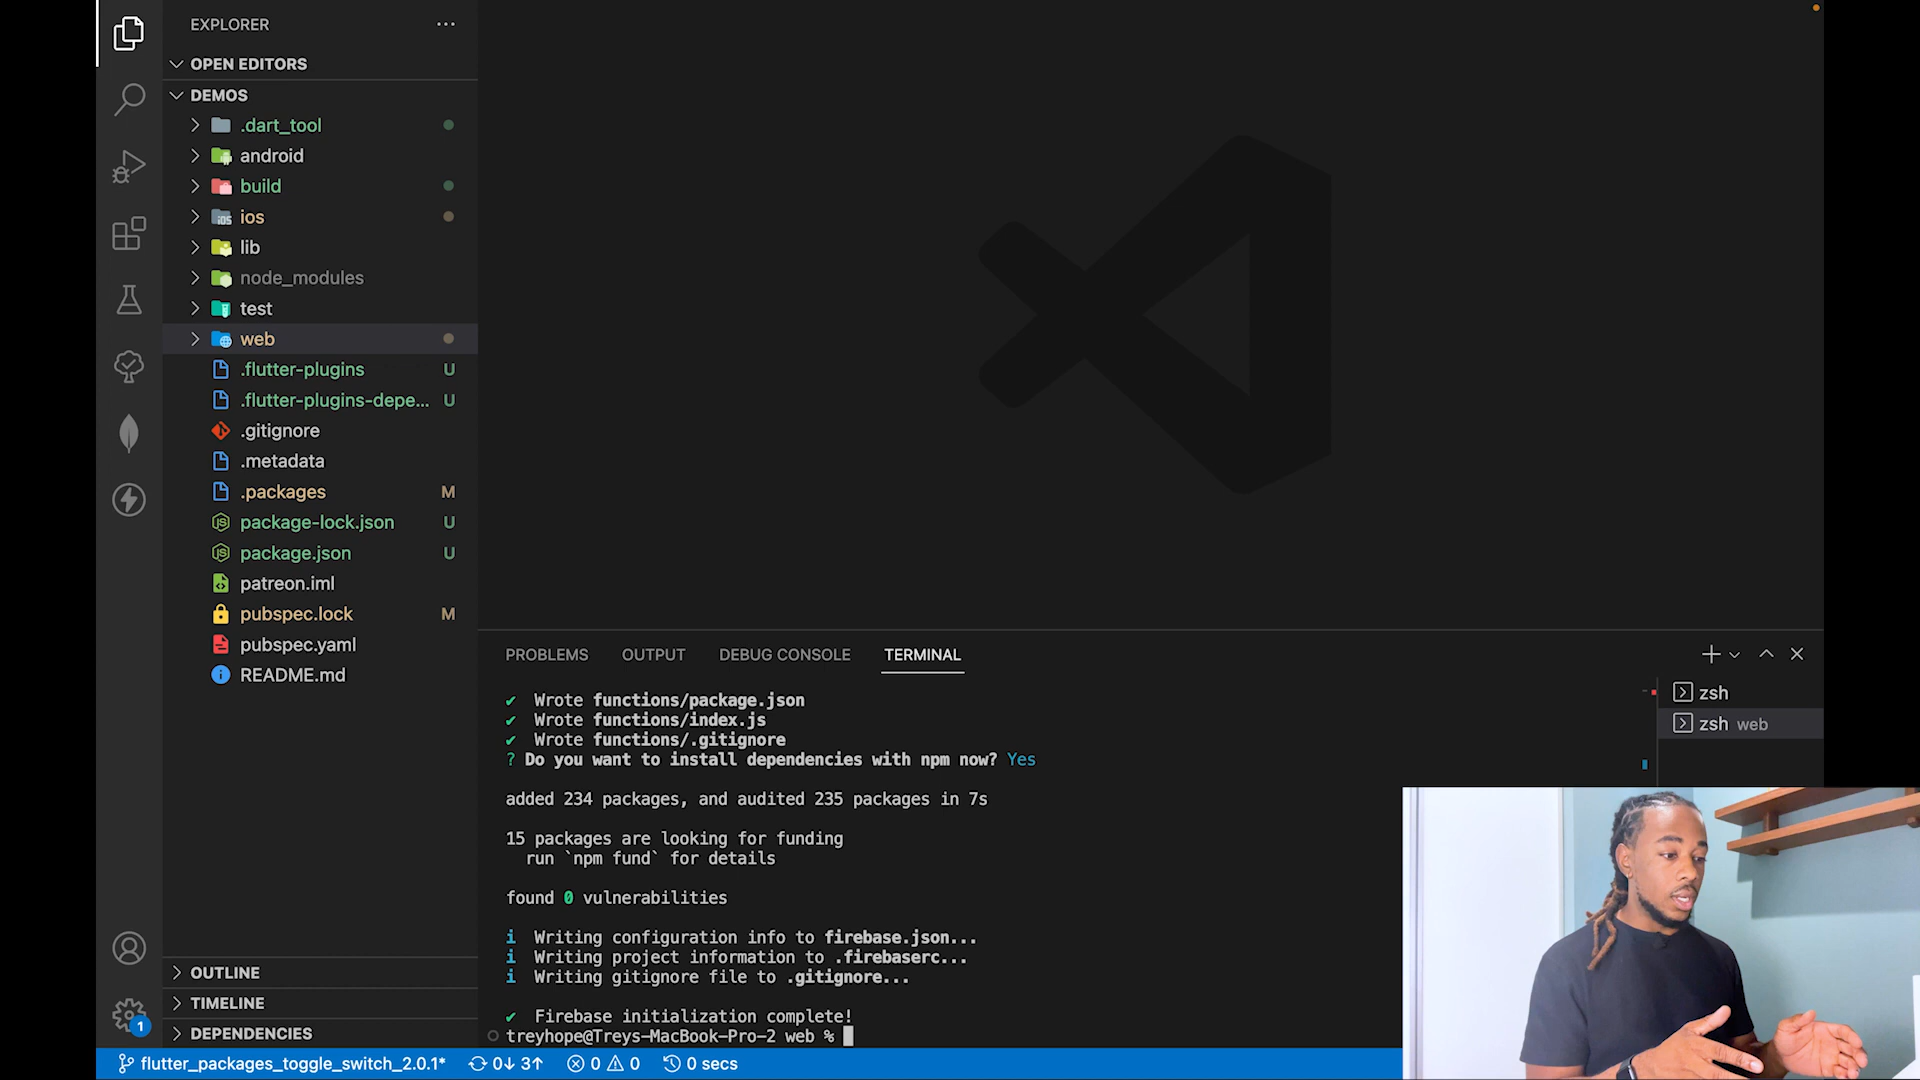 EXPLORER
OPEN EDITORS
DEMOS
.dart_tool
android
build
ios
lib
node_modules
test
web
.flutter-plugins U
.flutter-plugins-depe... U
.gitignore
.metadata
.packages M
package-lock.json U
package.json U
patreon.iml
pubspec.lock M
pubspec.yaml
README.md
OUTLINE
TIMELINE
DEPENDENCIES
1
PROBLEMS OUTPUT DEBUG CONSOLE TERMINAL
✔ Wrote functions/package.json
✔ Wrote functions/index.js
✔ Wrote functions/.gitignore
? Do you want to install dependencies with npm now? Yes
added 234 packages, and audited 235 packages in 7s
15 packages are looking for funding
run `npm fund` for details
found 0 vulnerabilities
i Writing configuration info to firebase.json...
i Writing project information to .firebaserc...
i Writing gitignore file to .gitignore...
✔ Firebase initialization complete!
treyhope@Treys-MacBook-Pro-2 web %
zsh
zsh web
flutter_packages_toggle_switch_2.0.1* 0↓ 3↑ 0 0 0 secs